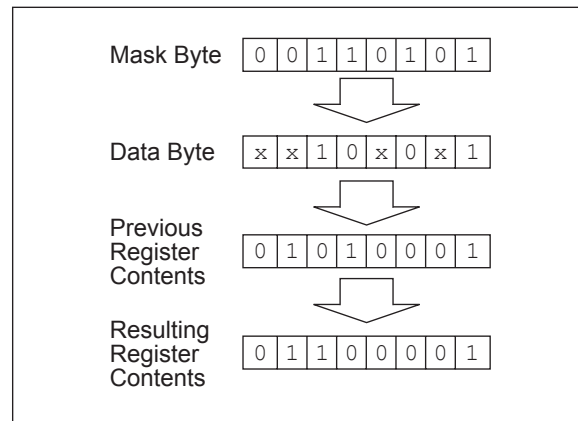 Mask Byte 0 0 1 1 0 1 0 1
Data Byte x x 1 0 x 0 x 1
Previous
Register
Contents
0 1 0 1 0 0 0 1
Resulting
Register
Contents
0 1 1 0 0 0 0 1